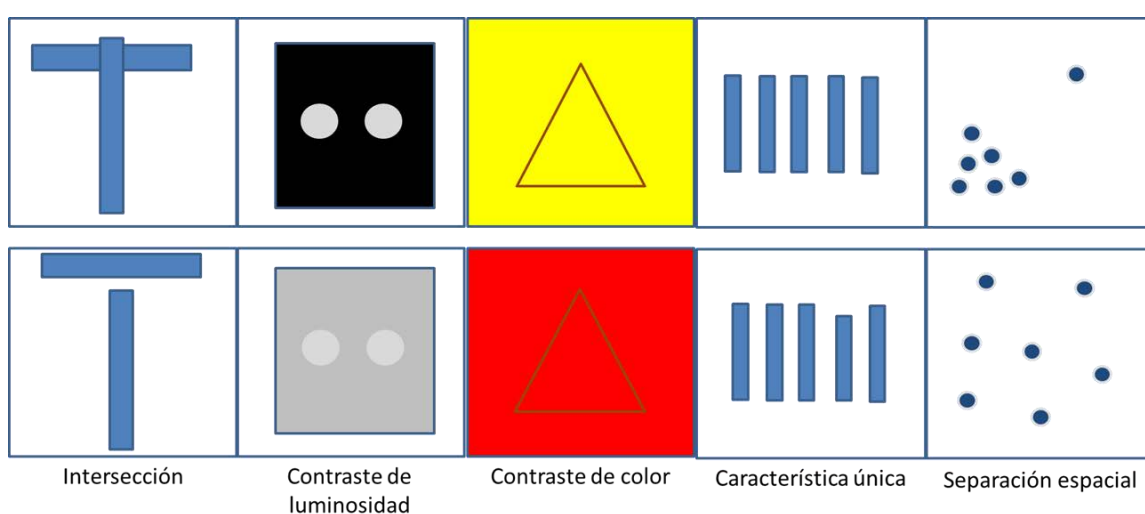 Intersección
Contraste de
luminosidad
Contraste de color
Característica única
Separación espacial